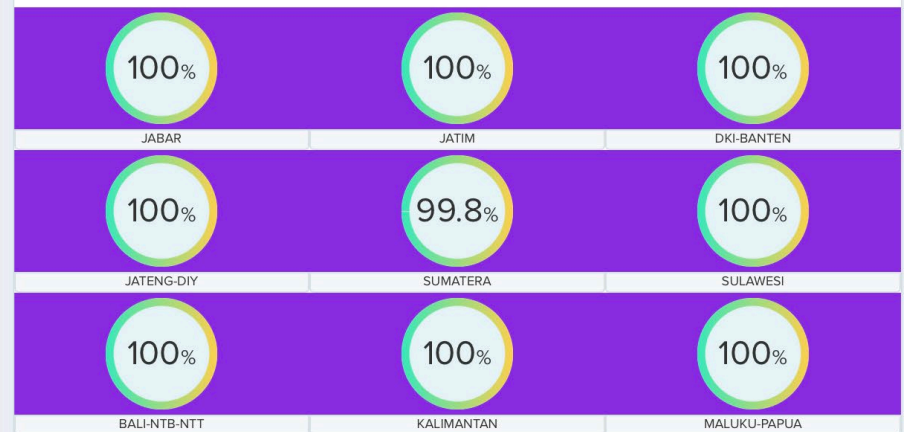 100% 100% 100%
JABAR JATIM DKI-BANTEN
100% 99.8% 100%
JATENG-DIY SUMATERA SULAWESI
100% 100% 100%
BALI-NTB-NTT KALIMANTAN MALUKU-PAPUA